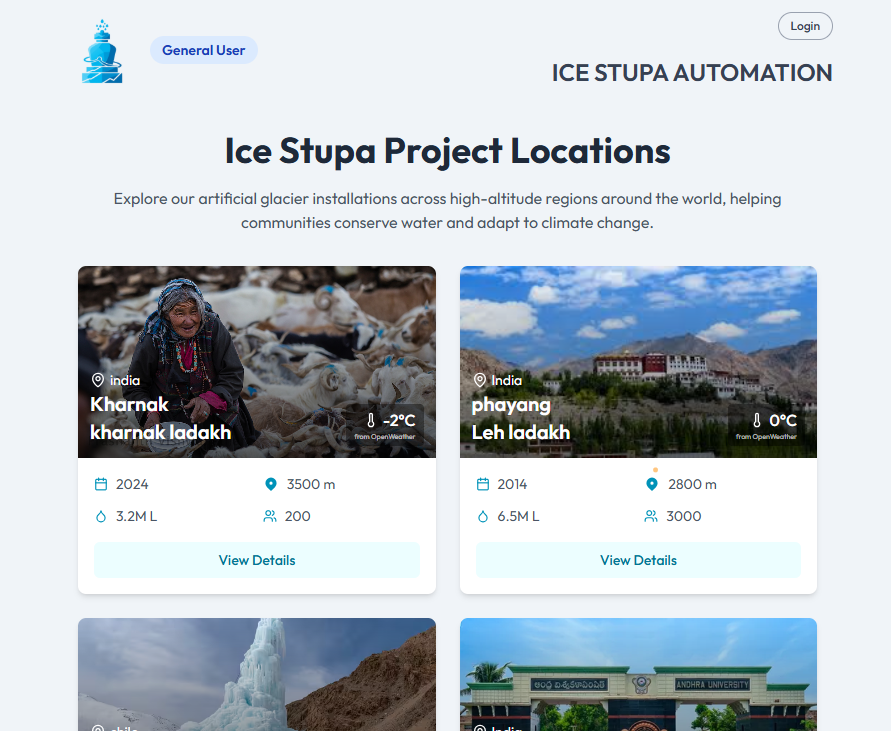 Login
General User
ICE STUPA AUTOMATION
Ice Stupa Project Locations
Explore our artificial glacier installations across high-altitude regions around the world, helping
communities conserve water and adapt to climate change.
india
Kharnak
kharnak ladakh
-2°C
from OpenWeather
India
phayang
Leh ladakh
0°C
from OpenWeather
2024
3500 m
3.2M L
200
View Details
2014
2800 m
6.5M L
3000
View Details
chile
ANDHRA UNIVERSITY
India